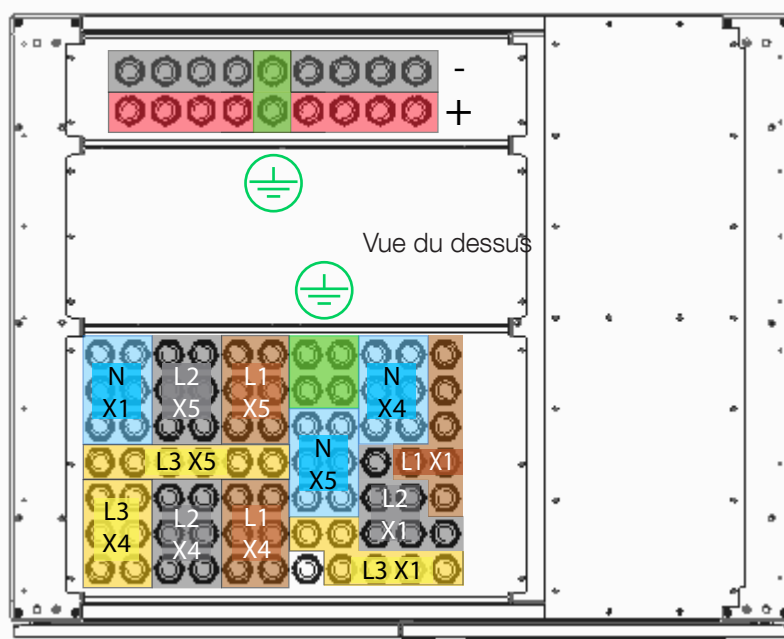 -
+
Vue du dessus
N
X1
L2
X5
L1
X5
N
X4
L3 X5
N
X5
L1 X1
L3
X4
L2
X4
L1
X4
L2
X1
L3 X1